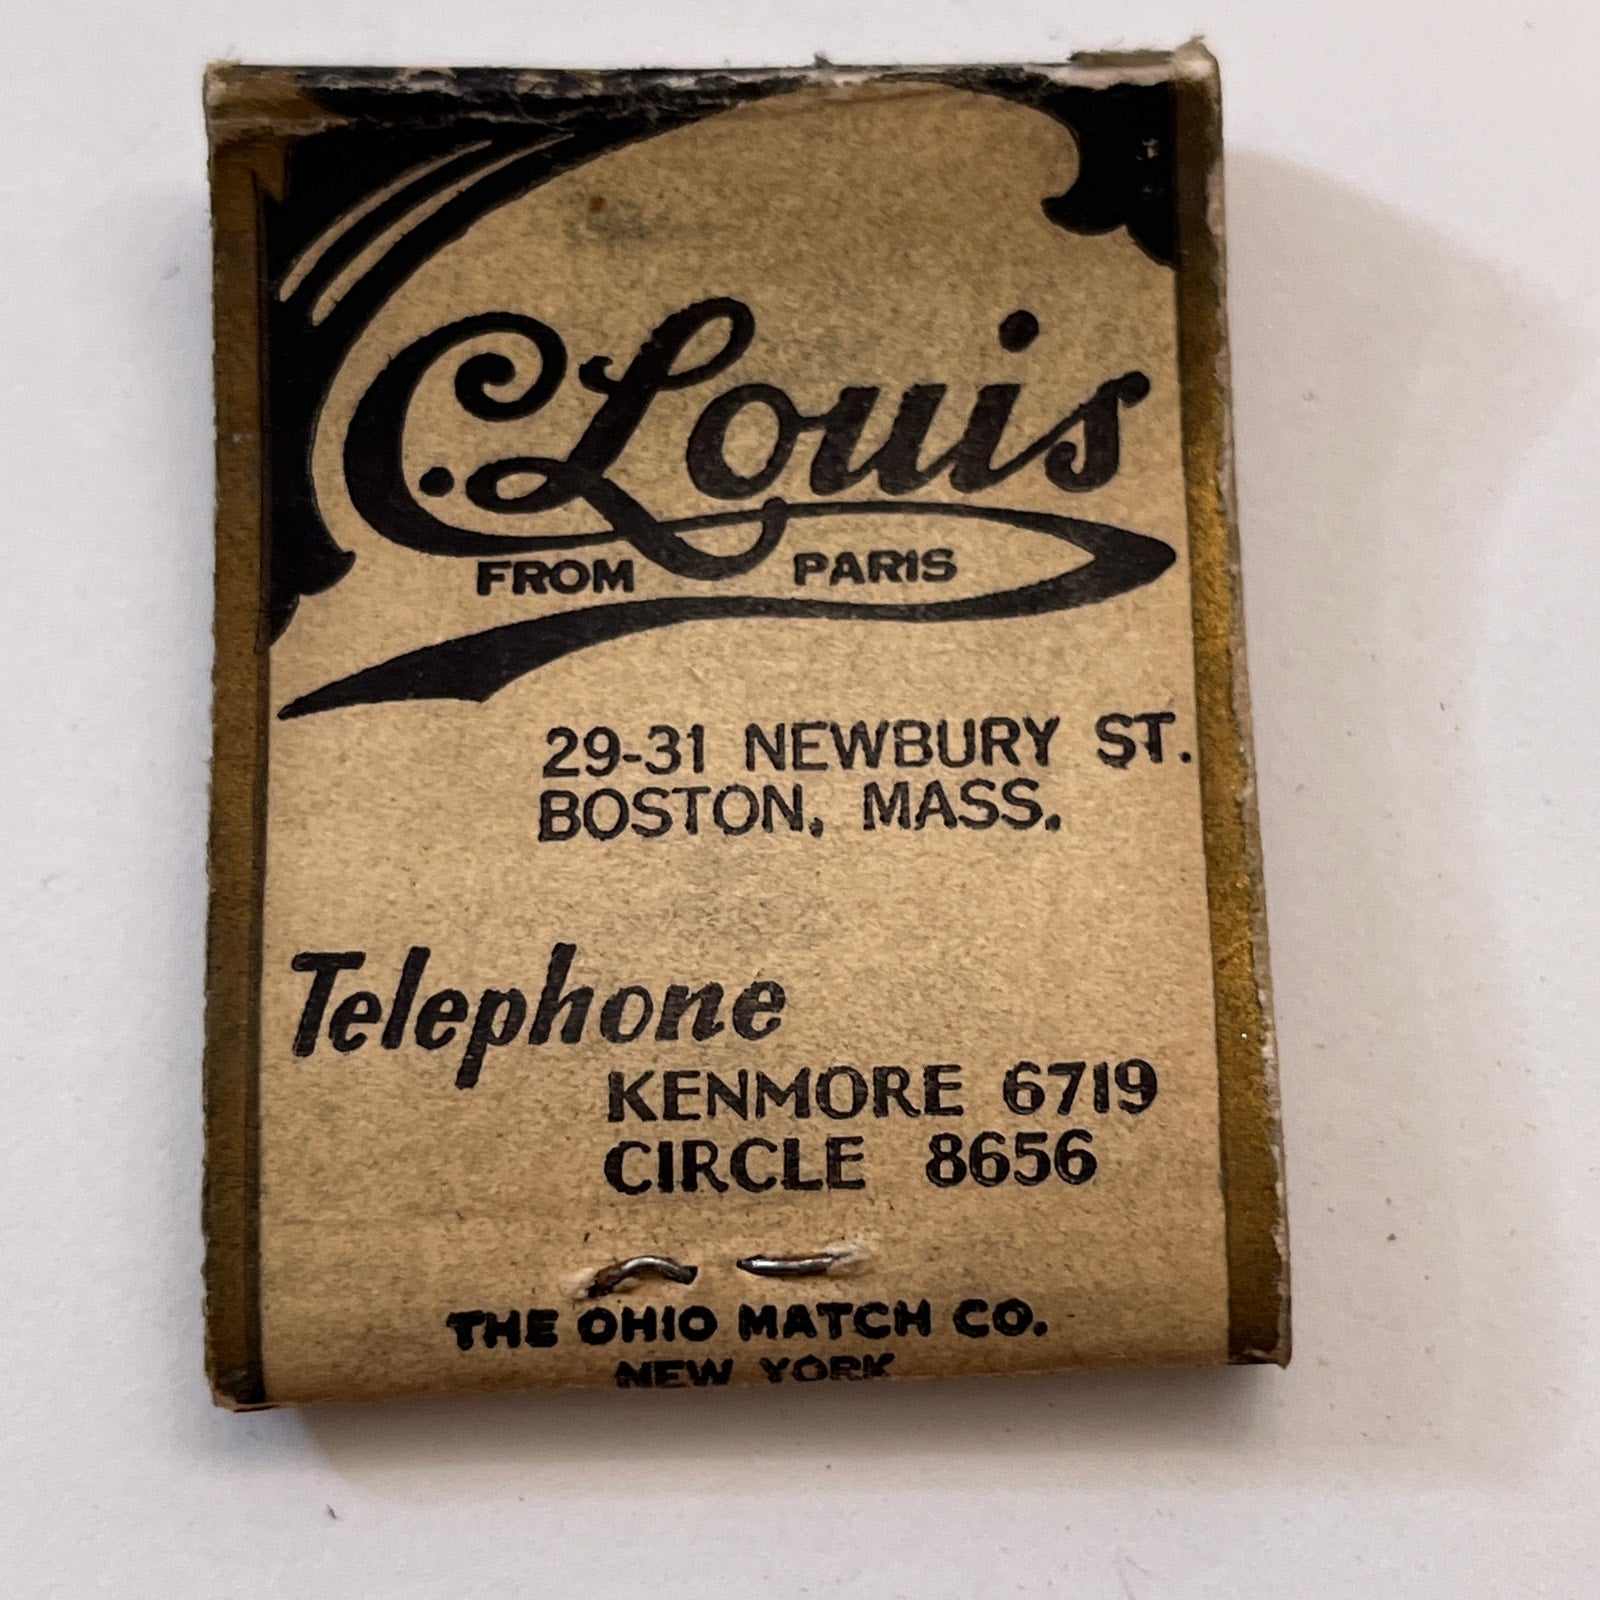 C. Louis
FROM PARIS
29-31 NEWBURY ST.
BOSTON, MASS.
Telephone
KENMORE 6719
CIRCLE 8656
THE OHIO MATCH CO.
NEW YORK